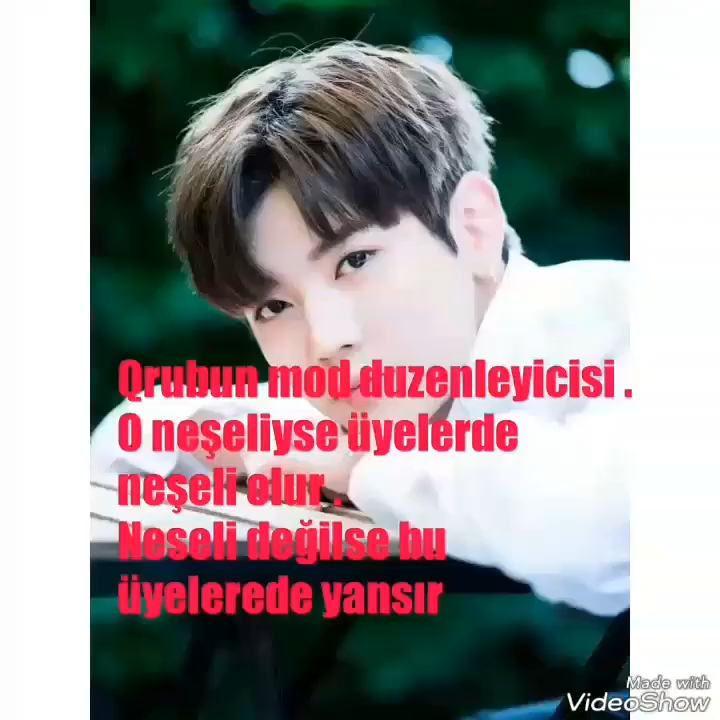 Qrubun mod duzenleyicisi .
O neşeliyse üyelerde
neşeli olur .
Neseli değilse bu
üyelerede yansır
Made with
VideoShow